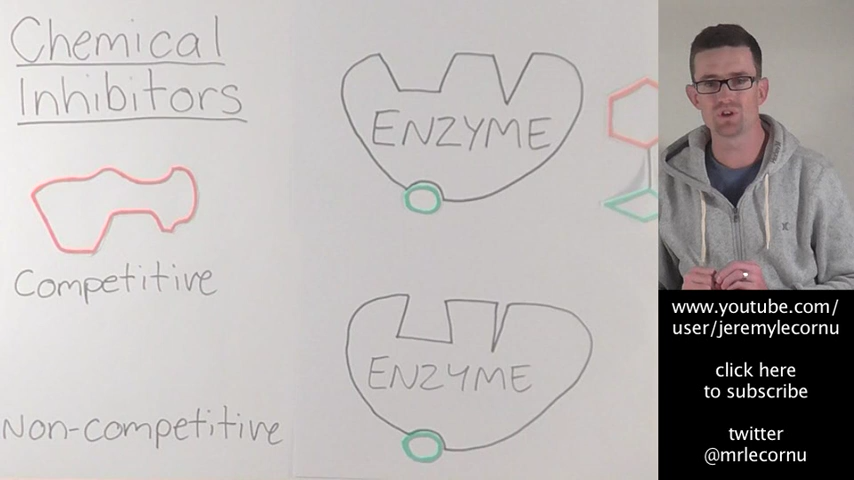 Chemical
Inhibitors
ENZYME
Competitive
ENZYME
Non-competitive
www.youtube.com/
user/jeremylecornu
click here
to subscribe
twitter
@mrlecornu